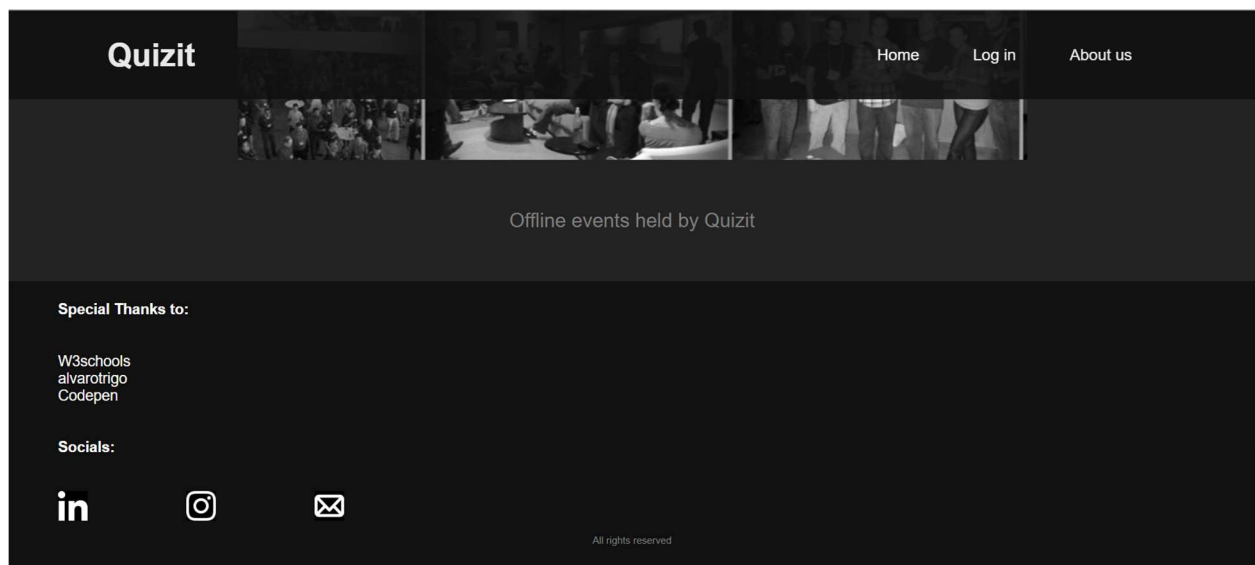 Quizit
Home
Log in
About us
Offline events held by Quizit
Special Thanks to:
W3schools
alvarotrigo
Codepen
Socials:
in
All rights reserved